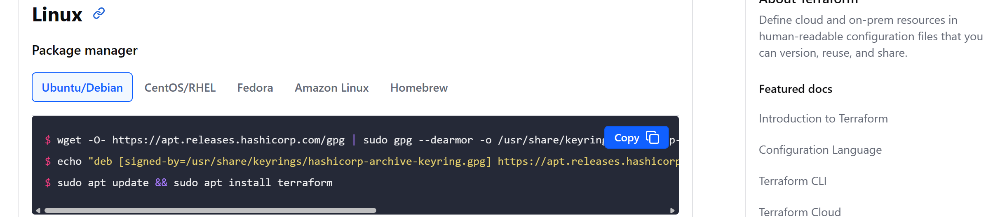 Linux
Package manager
Ubuntu/Debian CentOS/RHEL Fedora Amazon Linux Homebrew
$ wget -O- https://apt.releases.hashicorp.com/gpg | sudo gpg --dearmor -o /usr/share/keyring p-
Copy
$ echo "deb [signed-by=/usr/share/keyrings/hashicorp-archive-keyring.gpg] https://apt.releases.hashicorp
$ sudo apt update && sudo apt install terraform
About Terraform
Define cloud and on-prem resources in
human-readable configuration files that you
can version, reuse, and share.
Featured docs
Introduction to Terraform
Configuration Language
Terraform CLI
Terraform Cloud